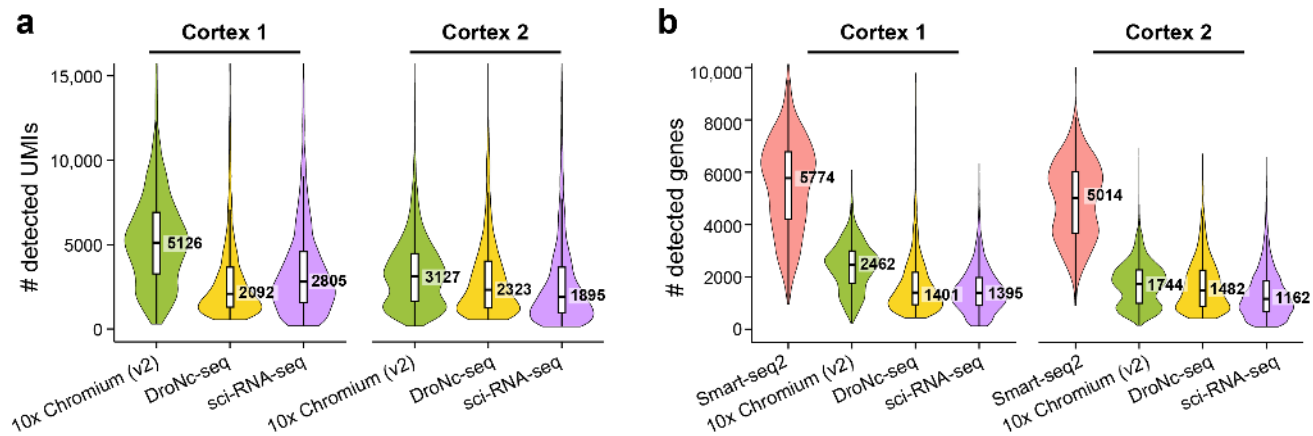 a
Cortex 1
Cortex 2
# detected UMIs
15,000
10,000
5000
0
5126
2092
2805
3127
2323
1895
10x Chromium (v2)
DroNc-seq
sci-RNA-seq
10x Chromium (v2)
DroNc-seq
sci-RNA-seq
b
Cortex 1
Cortex 2
# detected genes
10,000
8000
6000
4000
2000
0
5774
2462
1401
1395
5014
1744
1482
1162
Smart-seq2
10x Chromium (v2)
DroNc-seq
sci-RNA-seq
Smart-seq2
10x Chromium (v2)
DroNc-seq
sci-RNA-seq